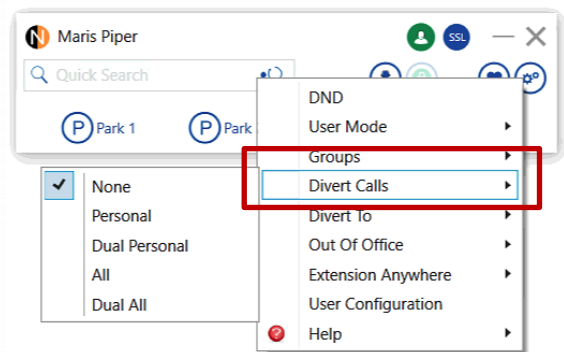 N Maris Piper SSL
Quick Search
DND
P Park 1 P Park
User Mode
Groups
Divert Calls
Divert To
Out Of Office
Extension Anywhere
User Configuration
? Help
None
Personal
Dual Personal
All
Dual All